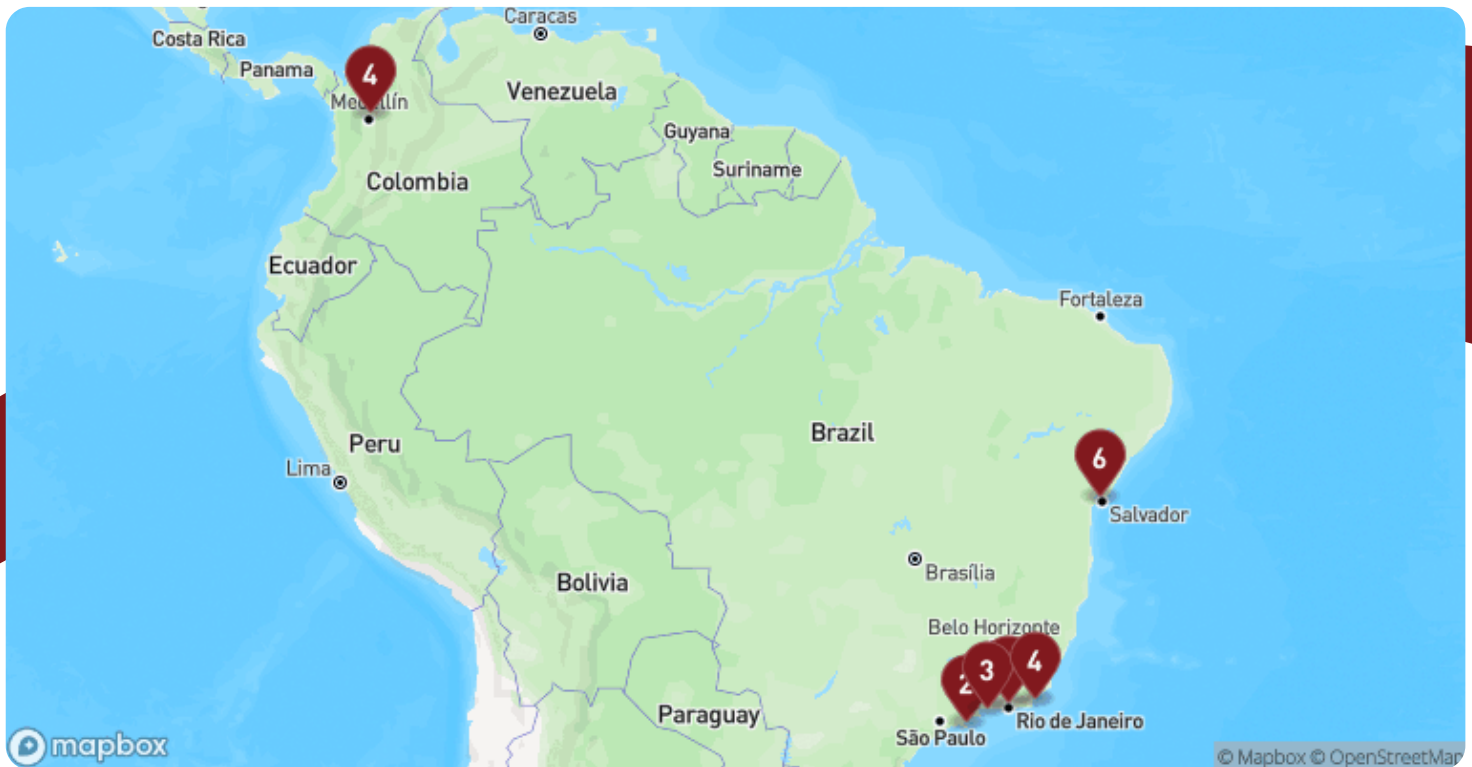 Caracas
Costa Rica
Panama
4
Medellín
Venezuela
Guyana
Suriname
Colombia
Ecuador
Fortaleza
Brazil
Peru
Lima
6
Salvador
Brasília
Bolivia
Belo Horizonte
2
3
4
Rio de Janeiro
São Paulo
Paraguay
mapbox
© Mapbox © OpenStreetMap